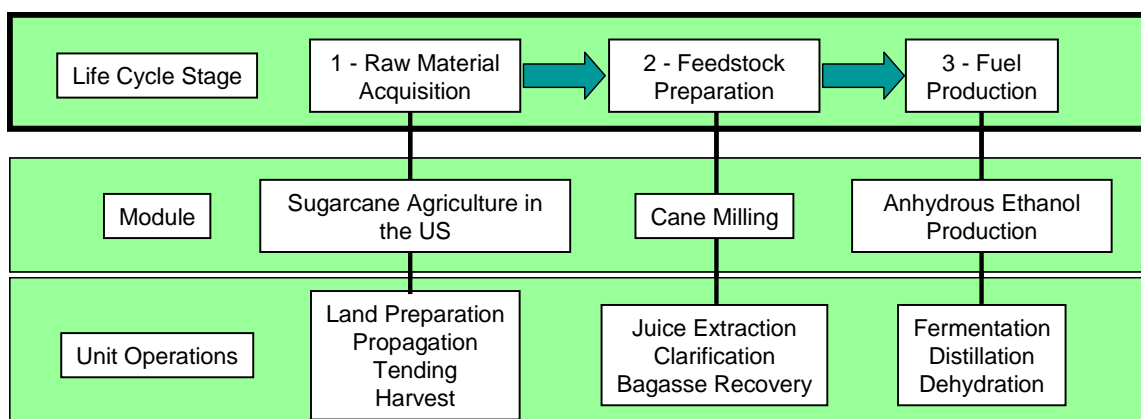 Life Cycle Stage
1 - Raw Material
Acquisition
2 - Feedstock
Preparation
3 - Fuel
Production
Module
Sugarcane Agriculture in
the US
Cane Milling
Anhydrous Ethanol
Production
Unit Operations
Land Preparation
Propagation
Tending
Harvest
Juice Extraction
Clarification
Bagasse Recovery
Fermentation
Distillation
Dehydration